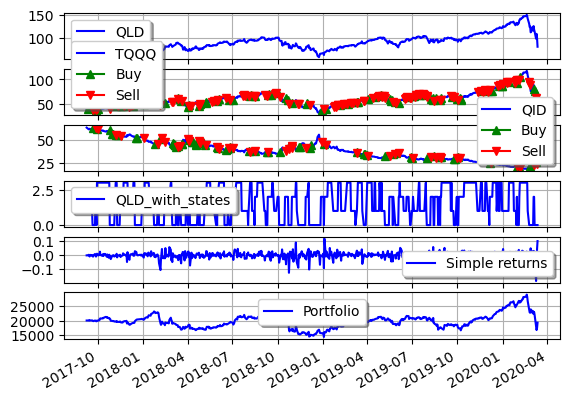 150
100
QLD
100
50
TQQQ
Buy
Sell
50
25
QID
Buy
Sell
2.5
0.0
QLD_with_states
0.1
0.0
−0.1
Simple returns
25000
20000
15000
Portfolio
2017-10
2018-01
2018-04
2018-07
2018-10
2019-01
2019-04
2019-07
2019-10
2020-01
2020-04